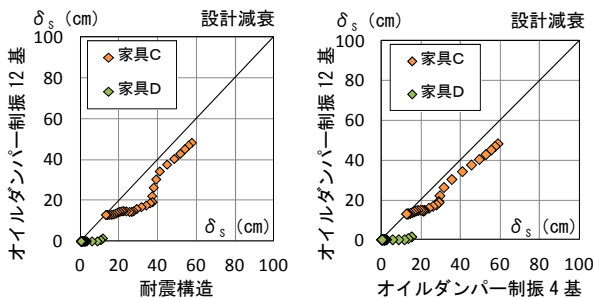 δs (cm) 設計減衰
100
80
60
40
20
0
家具C
家具D
δs (cm)
0 20 40 60 80 100
耐震構造
オイルダンパー制振 12 基
δs (cm) 設計減衰
100
80
60
40
20
0
家具C
家具D
δs (cm)
0 20 40 60 80 100
オイルダンパー制振 4 基
オイルダンパー制振 12 基